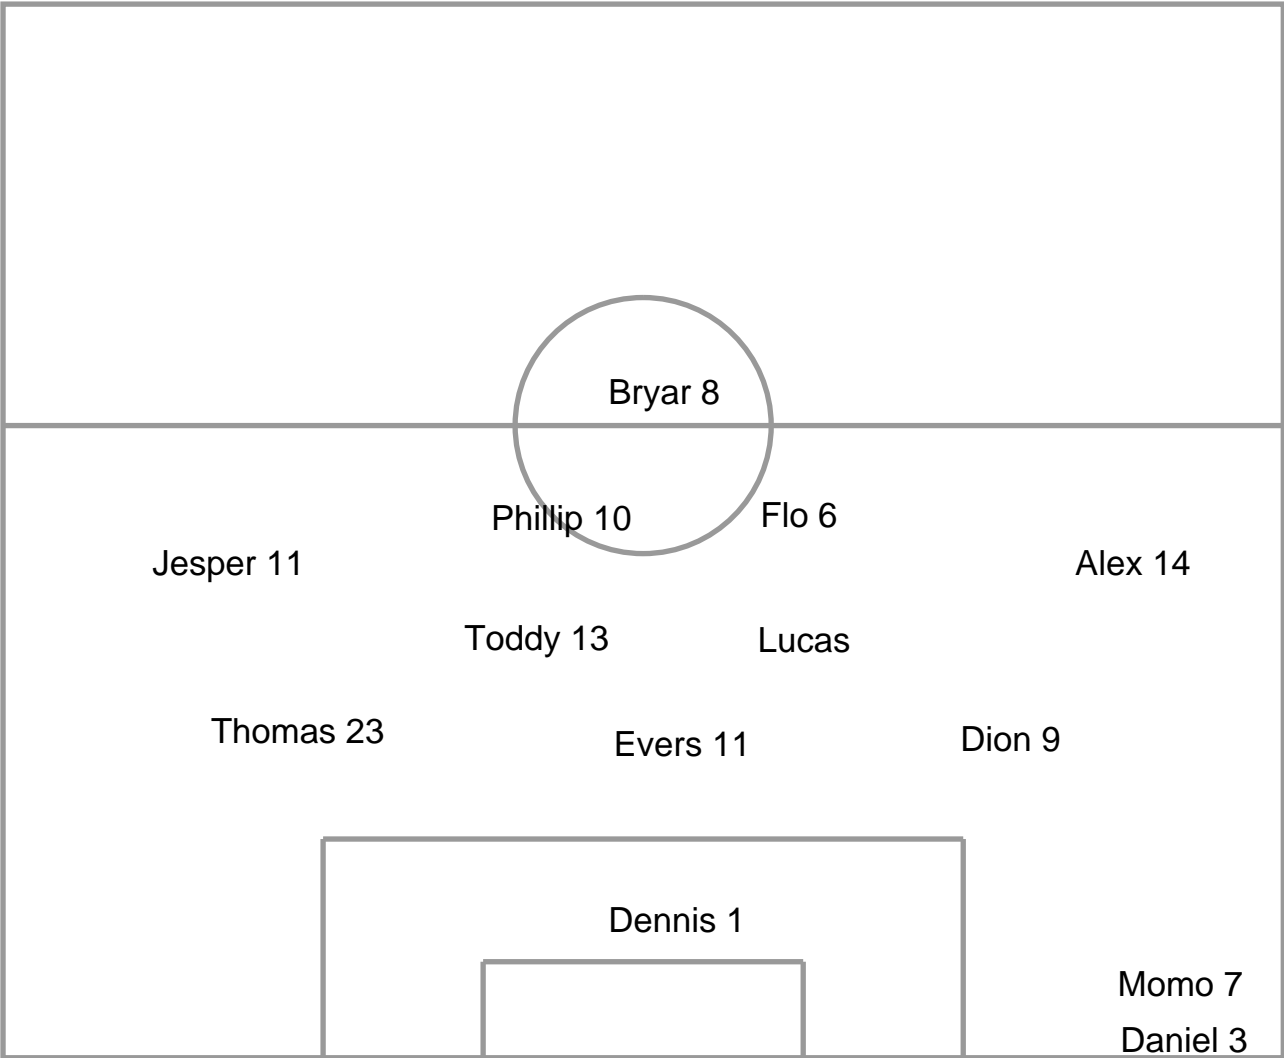 Bryar 8
Phillip 10
Flo 6
Jesper 11
Alex 14
Toddy 13
Lucas
Thomas 23
Evers 11
Dion 9
Dennis 1
Momo 7
Daniel 3